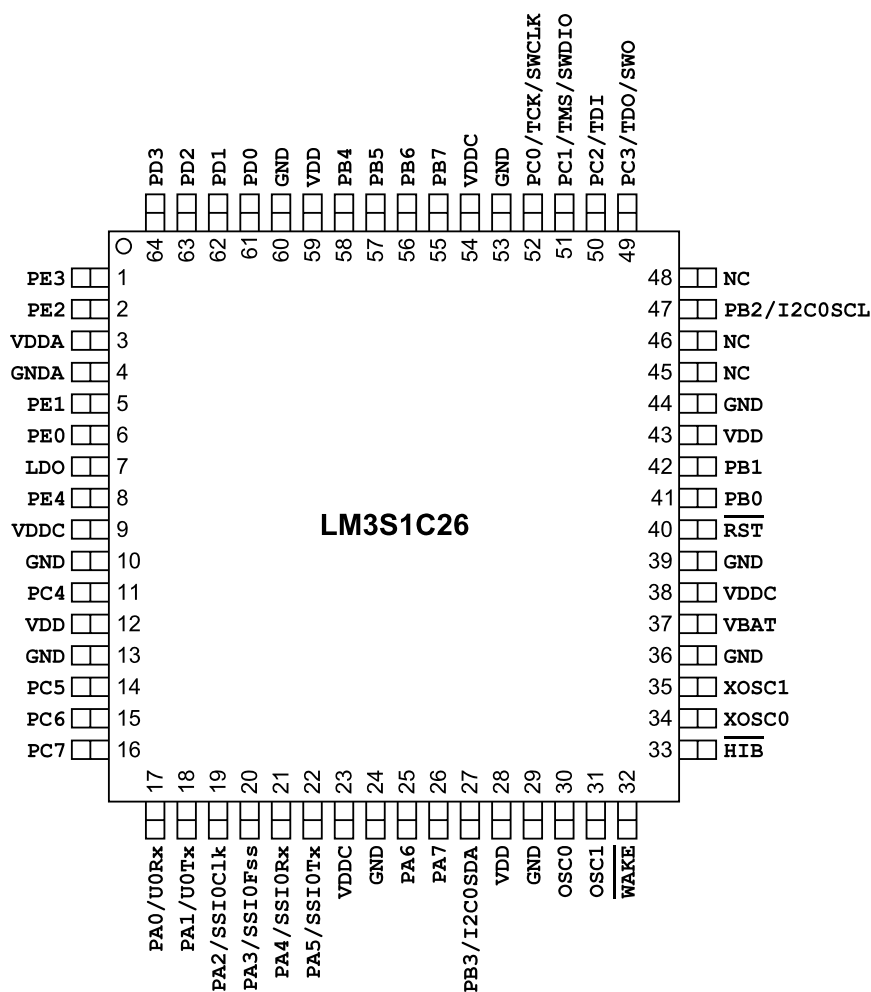 PD3
PD2
PD1
PD0
GND
VDD
PB4
PB5
PB6
PB7
VDDC
GND
PC0/TCK/SWCLK
PC1/TMS/SWDIO
PC2/TDI
PC3/TDO/SWO
64
63
62
61
60
59
58
57
56
55
54
53
52
51
50
49
PE3 1
PE2 2
VDDA 3
GNDA 4
PE1 5
PE0 6
LDO 7
PE4 8
VDDC 9
GND 10
PC4 11
VDD 12
GND 13
PC5 14
PC6 15
PC7 16
LM3S1C26
48 NC
47 PB2/I2C0SCL
46 NC
45 NC
44 GND
43 VDD
42 PB1
41 PB0
40 RST
39 GND
38 VDDC
37 VBAT
36 GND
35 XOSC1
34 XOSC0
33 HIB
17
18
19
20
21
22
23
24
25
26
27
28
29
30
31
32
PA0/U0Rx
PA1/U0Tx
PA2/SSI0Clk
PA3/SSI0Fss
PA4/SSI0Rx
PA5/SSI0Tx
VDDC
GND
PA6
PA7
PB3/I2C0SDA
VDD
GND
OSC0
OSC1
WAKE